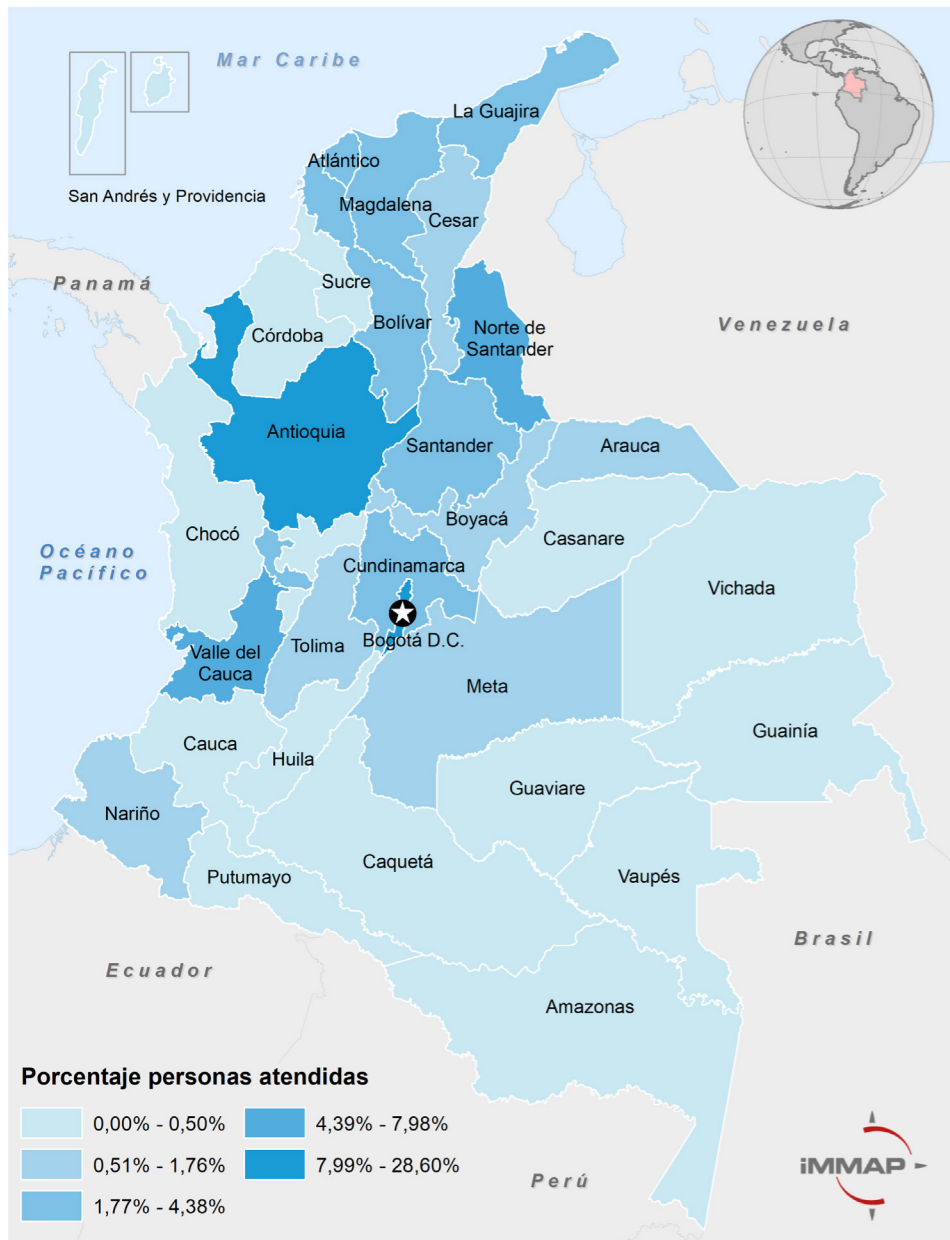 Mar Caribe
La Guajira
Atlántico
San Andrés y Providencia
Magdalena
Cesar
Panamá
Sucre
Venezuela
Bolívar
Norte de
Santander
Córdoba
Antioquia
Santander
Arauca
Chocó
Boyacá
Casanare
Océano
Pacífico
Cundinamarca
Vichada
Bogotá D.C.
Tolima
Valle del
Cauca
Meta
Guainía
Cauca
Huila
Guaviare
Nariño
Caquetá
Putumayo
Vaupés
Brasil
Ecuador
Amazonas
Porcentaje personas atendidas
0,00% - 0,50%
4,39% - 7,98%
0,51% - 1,76%
7,99% - 28,60%
1,77% - 4,38%
Perú
iMMAP